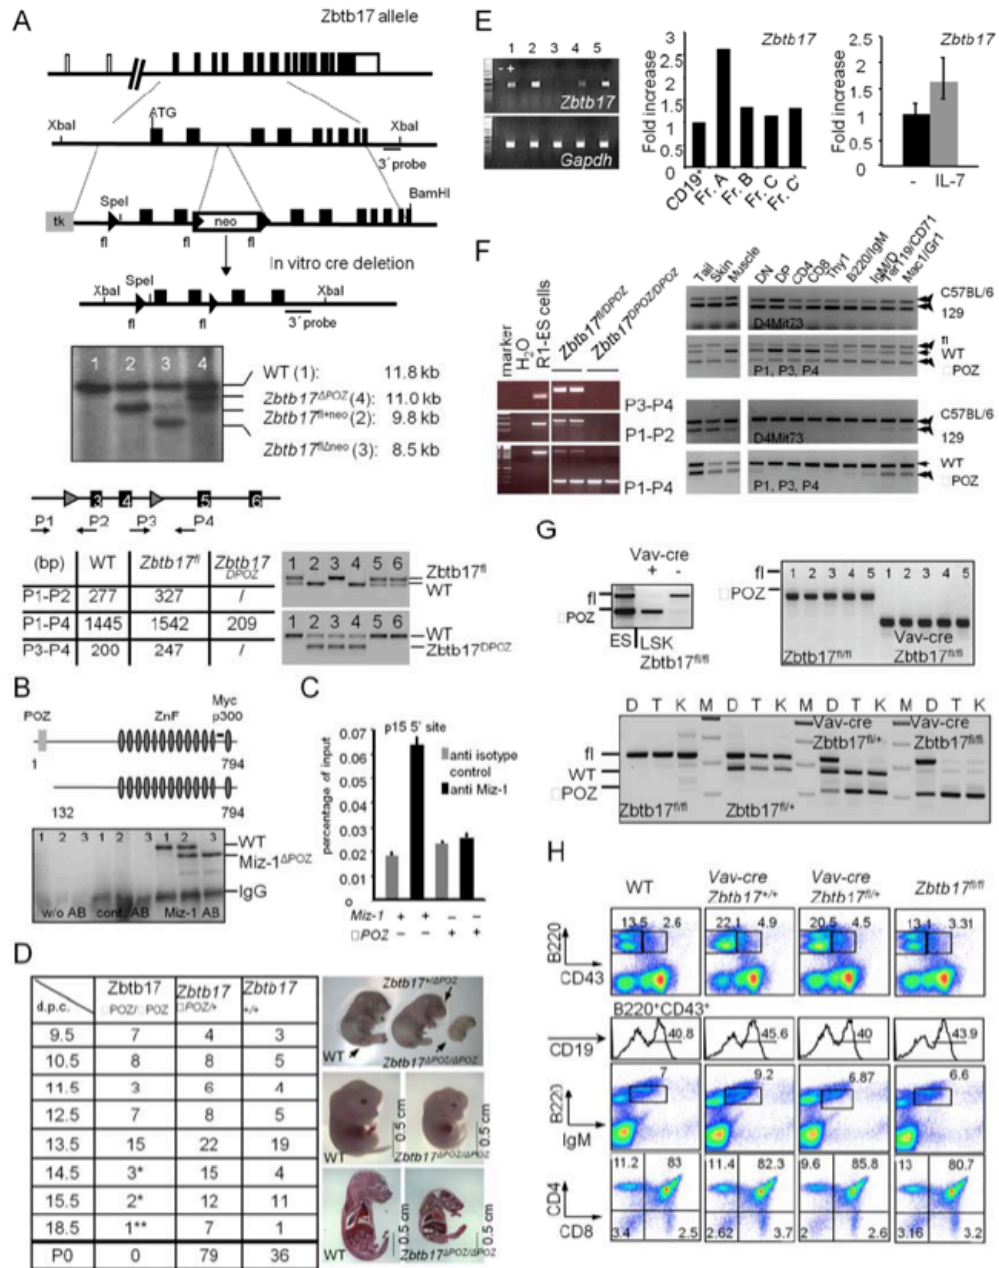 A
Zbtb17 allele
XbaI
ATG
XbaI
3´probe
BamHI
SpeI
tk
neo
fl
fl
fl
In vitro cre deletion
XbaI
SpeI
XbaI
fl
fl
3´probe
1 2 3 4
WT (1): 11.8 kb
Zbtb17ΔPOZ (4): 11.0 kb
Zbtb17fl+neo (2): 9.8 kb
Zbtb17flΔneo (3): 8.5 kb
3 4 5 6
P1 P2 P3 P4
(bp) WT Zbtb17fl Zbtb17DPOZ
P1-P2 277 327 /
P1-P4 1445 1542 209
P3-P4 200 247 /
1 2 3 4 5 6
Zbtb17fl
WT
1 2 3 4 5 6
WT
Zbtb17DPOZ
B
POZ
ZnF
Myc
p300
1
794
132
794
1 2 3 1 2 3 1 2 3
WT
Miz-1ΔPOZ
IgG
w/o AB cont. AB Miz-1 AB
C
p15 5' site
percentage of input
0.07
0.06
0.05
0.04
0.03
0.02
0.01
o
anti isotype
control
anti Miz-1
Miz-1 + + – –
□POZ – – + +
D
d.p.c.
Zbtb17 □POZ/□POZ
Zbtb17 □POZ/+
Zbtb17 +/+
9.5 7 4 3
10.5 8 8 5
11.5 3 6 4
12.5 7 8 5
13.5 15 22 19
14.5 3* 15 4
15.5 2* 12 11
18.5 1** 7 1
P0 0 79 36
Zbtb17+/ΔPOZ
WT
Zbtb17ΔPOZ/ΔPOZ
0.5 cm
0.5 cm
WT
Zbtb17ΔPOZ/ΔPOZ
0.5 cm
0.5 cm
WT
Zbtb17ΔPOZ/ΔPOZ
E
1 2 3 4 5
- +
Zbtb17
Gapdh
Zbtb17
Fold increase
3
2.5
2
1.5
1
0.5
0
CD19+
Fr. A
Fr. B
Fr. C
Fr. C'
Zbtb17
Fold increase
2.5
2
1.5
1
0.5
0
- IL-7
F
marker
H2O
R1-ES cells
Zbtb17fl/DPOZ
Zbtb17DPOZ/DPOZ
P3-P4
P1-P2
P1-P4
Tail
Skin
Muscle
DN
DP
CD4
CD8
Thy1
B220/IgM
IgM/D
Ter119/CD71
Mac1/Gr1
C57BL/6
129
D4Mit73
fl
WT
□POZ
P1, P3, P4
C57BL/6
129
D4Mit73
WT
□POZ
P1, P3, P4
G
Vav-cre
+ -
fl
□POZ
ES LSK
Zbtb17fl/fl
fl
□POZ
1 2 3 4 5 1 2 3 4 5
Vav-cre
Zbtb17fl/fl Zbtb17fl/fl
D T K M D T K M D T K M D T K
Vav-cre
Zbtb17fl/+
Vav-cre
Zbtb17fl/fl
fl
WT
□POZ
Zbtb17fl/fl
Zbtb17fl/+
H
WT
Vav-cre
Zbtb17+/+
Vav-cre
Zbtb17fl/+
Zbtb17fl/fl
13.5 2.6 22.1 4.9 20.5 4.5 13.1 3.31
B220
CD43
B220+CD43+
40.8 45.6 40 43.9
CD19
7 9.2 6.87 6.6
B220
IgM
11.2 83 11.4 82.3 9.6 85.8 13 80.7
CD4
CD8
3.4 2.5 2.62 3.7 2 2.6 3.16 3.2